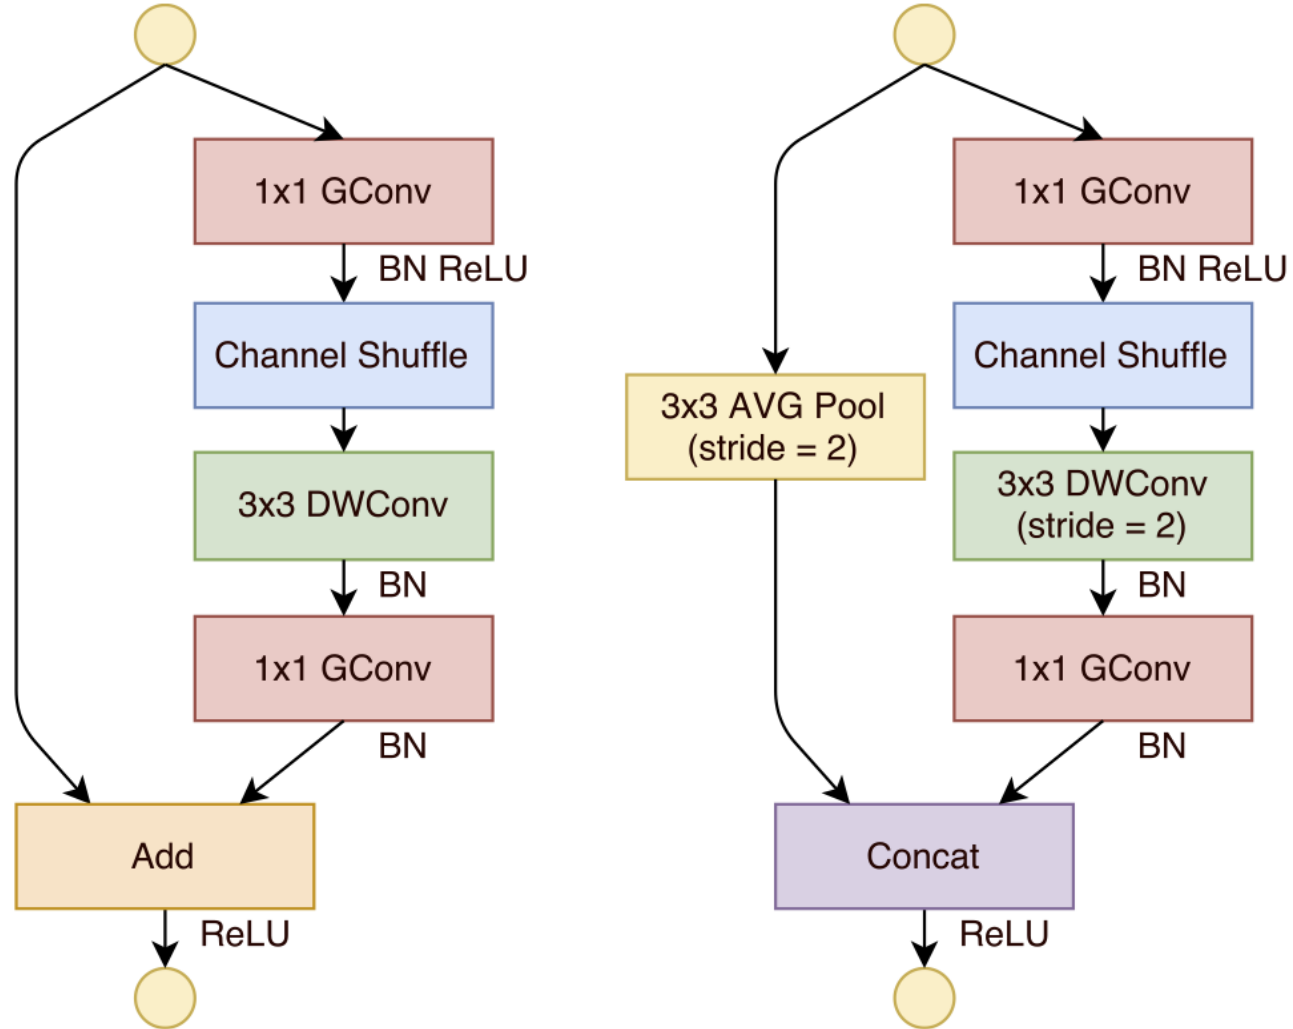 1x1 GConv
BN ReLU
Channel Shuffle
3x3 DWConv
BN
1x1 GConv
BN
Add
ReLU
1x1 GConv
BN ReLU
Channel Shuffle
3x3 AVG Pool
(stride = 2)
3x3 DWConv
(stride = 2)
BN
1x1 GConv
BN
Concat
ReLU